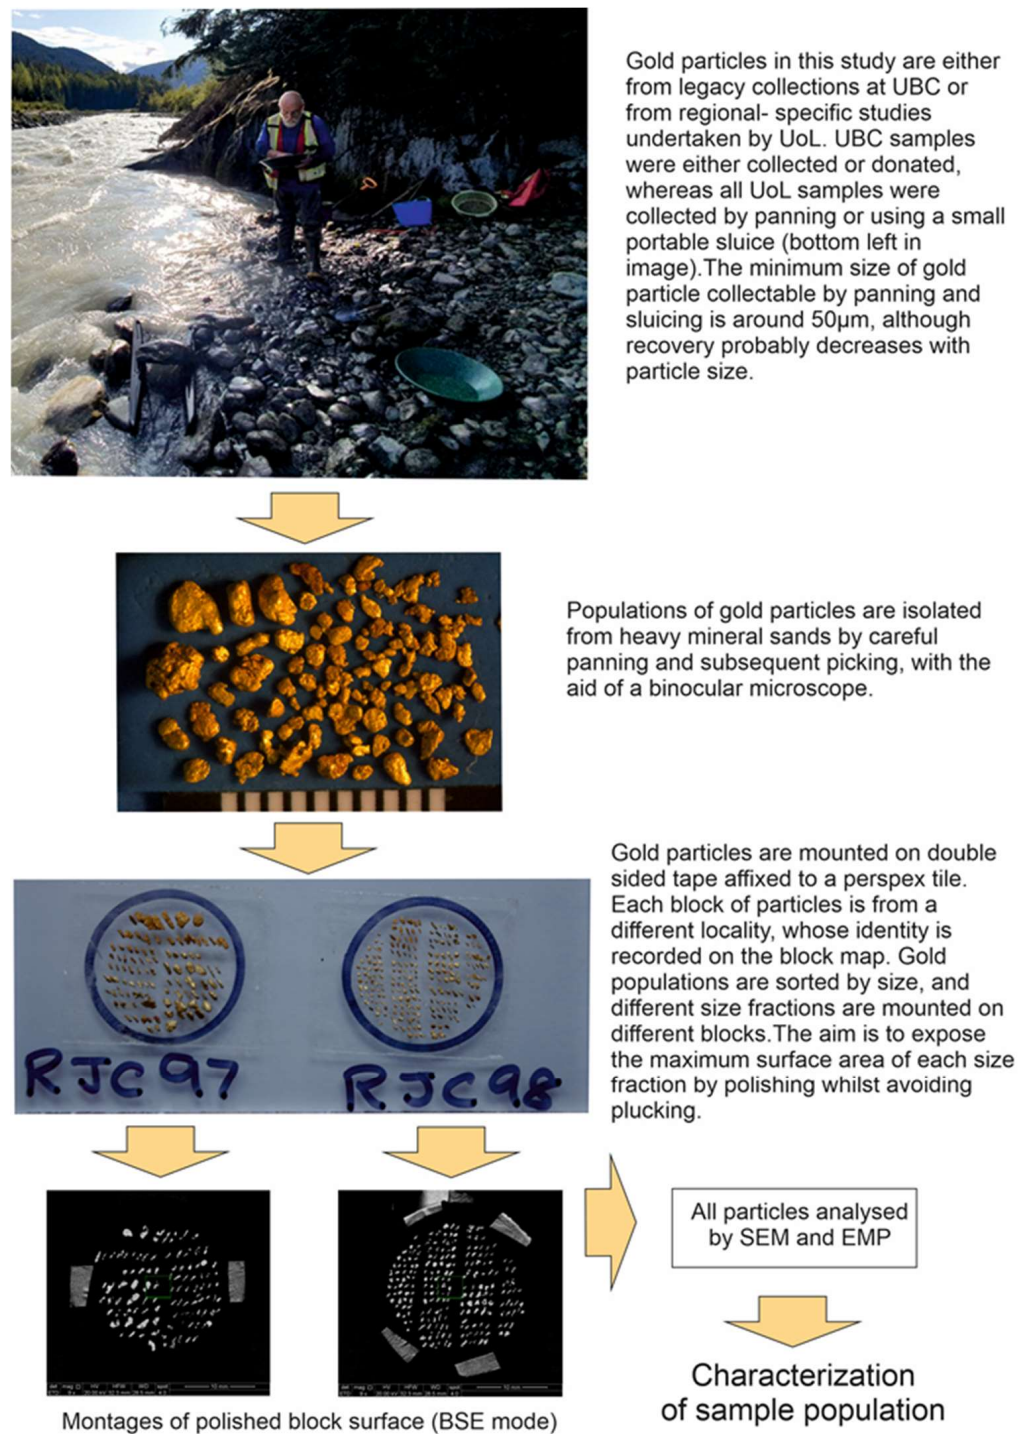 Gold particles in this study are either
from legacy collections at UBC or
from regional- specific studies
undertaken by UoL. UBC samples
were either collected or donated,
whereas all UoL samples were
collected by panning or using a small
portable sluice (bottom left in
image).The minimum size of gold
particle collectable by panning and
sluicing is around 50µm, although
recovery probably decreases with
particle size.
Populations of gold particles are isolated
from heavy mineral sands by careful
panning and subsequent picking, with the
aid of a binocular microscope.
Gold particles are mounted on double
sided tape affixed to a perspex tile.
Each block of particles is from a
different locality, whose identity is
recorded on the block map. Gold
populations are sorted by size, and
different size fractions are mounted on
different blocks.The aim is to expose
the maximum surface area of each size
fraction by polishing whilst avoiding
plucking.
RJC97
RJC98
All particles analysed
by SEM and EMP
Characterization
of sample population
Montages of polished block surface (BSE mode)